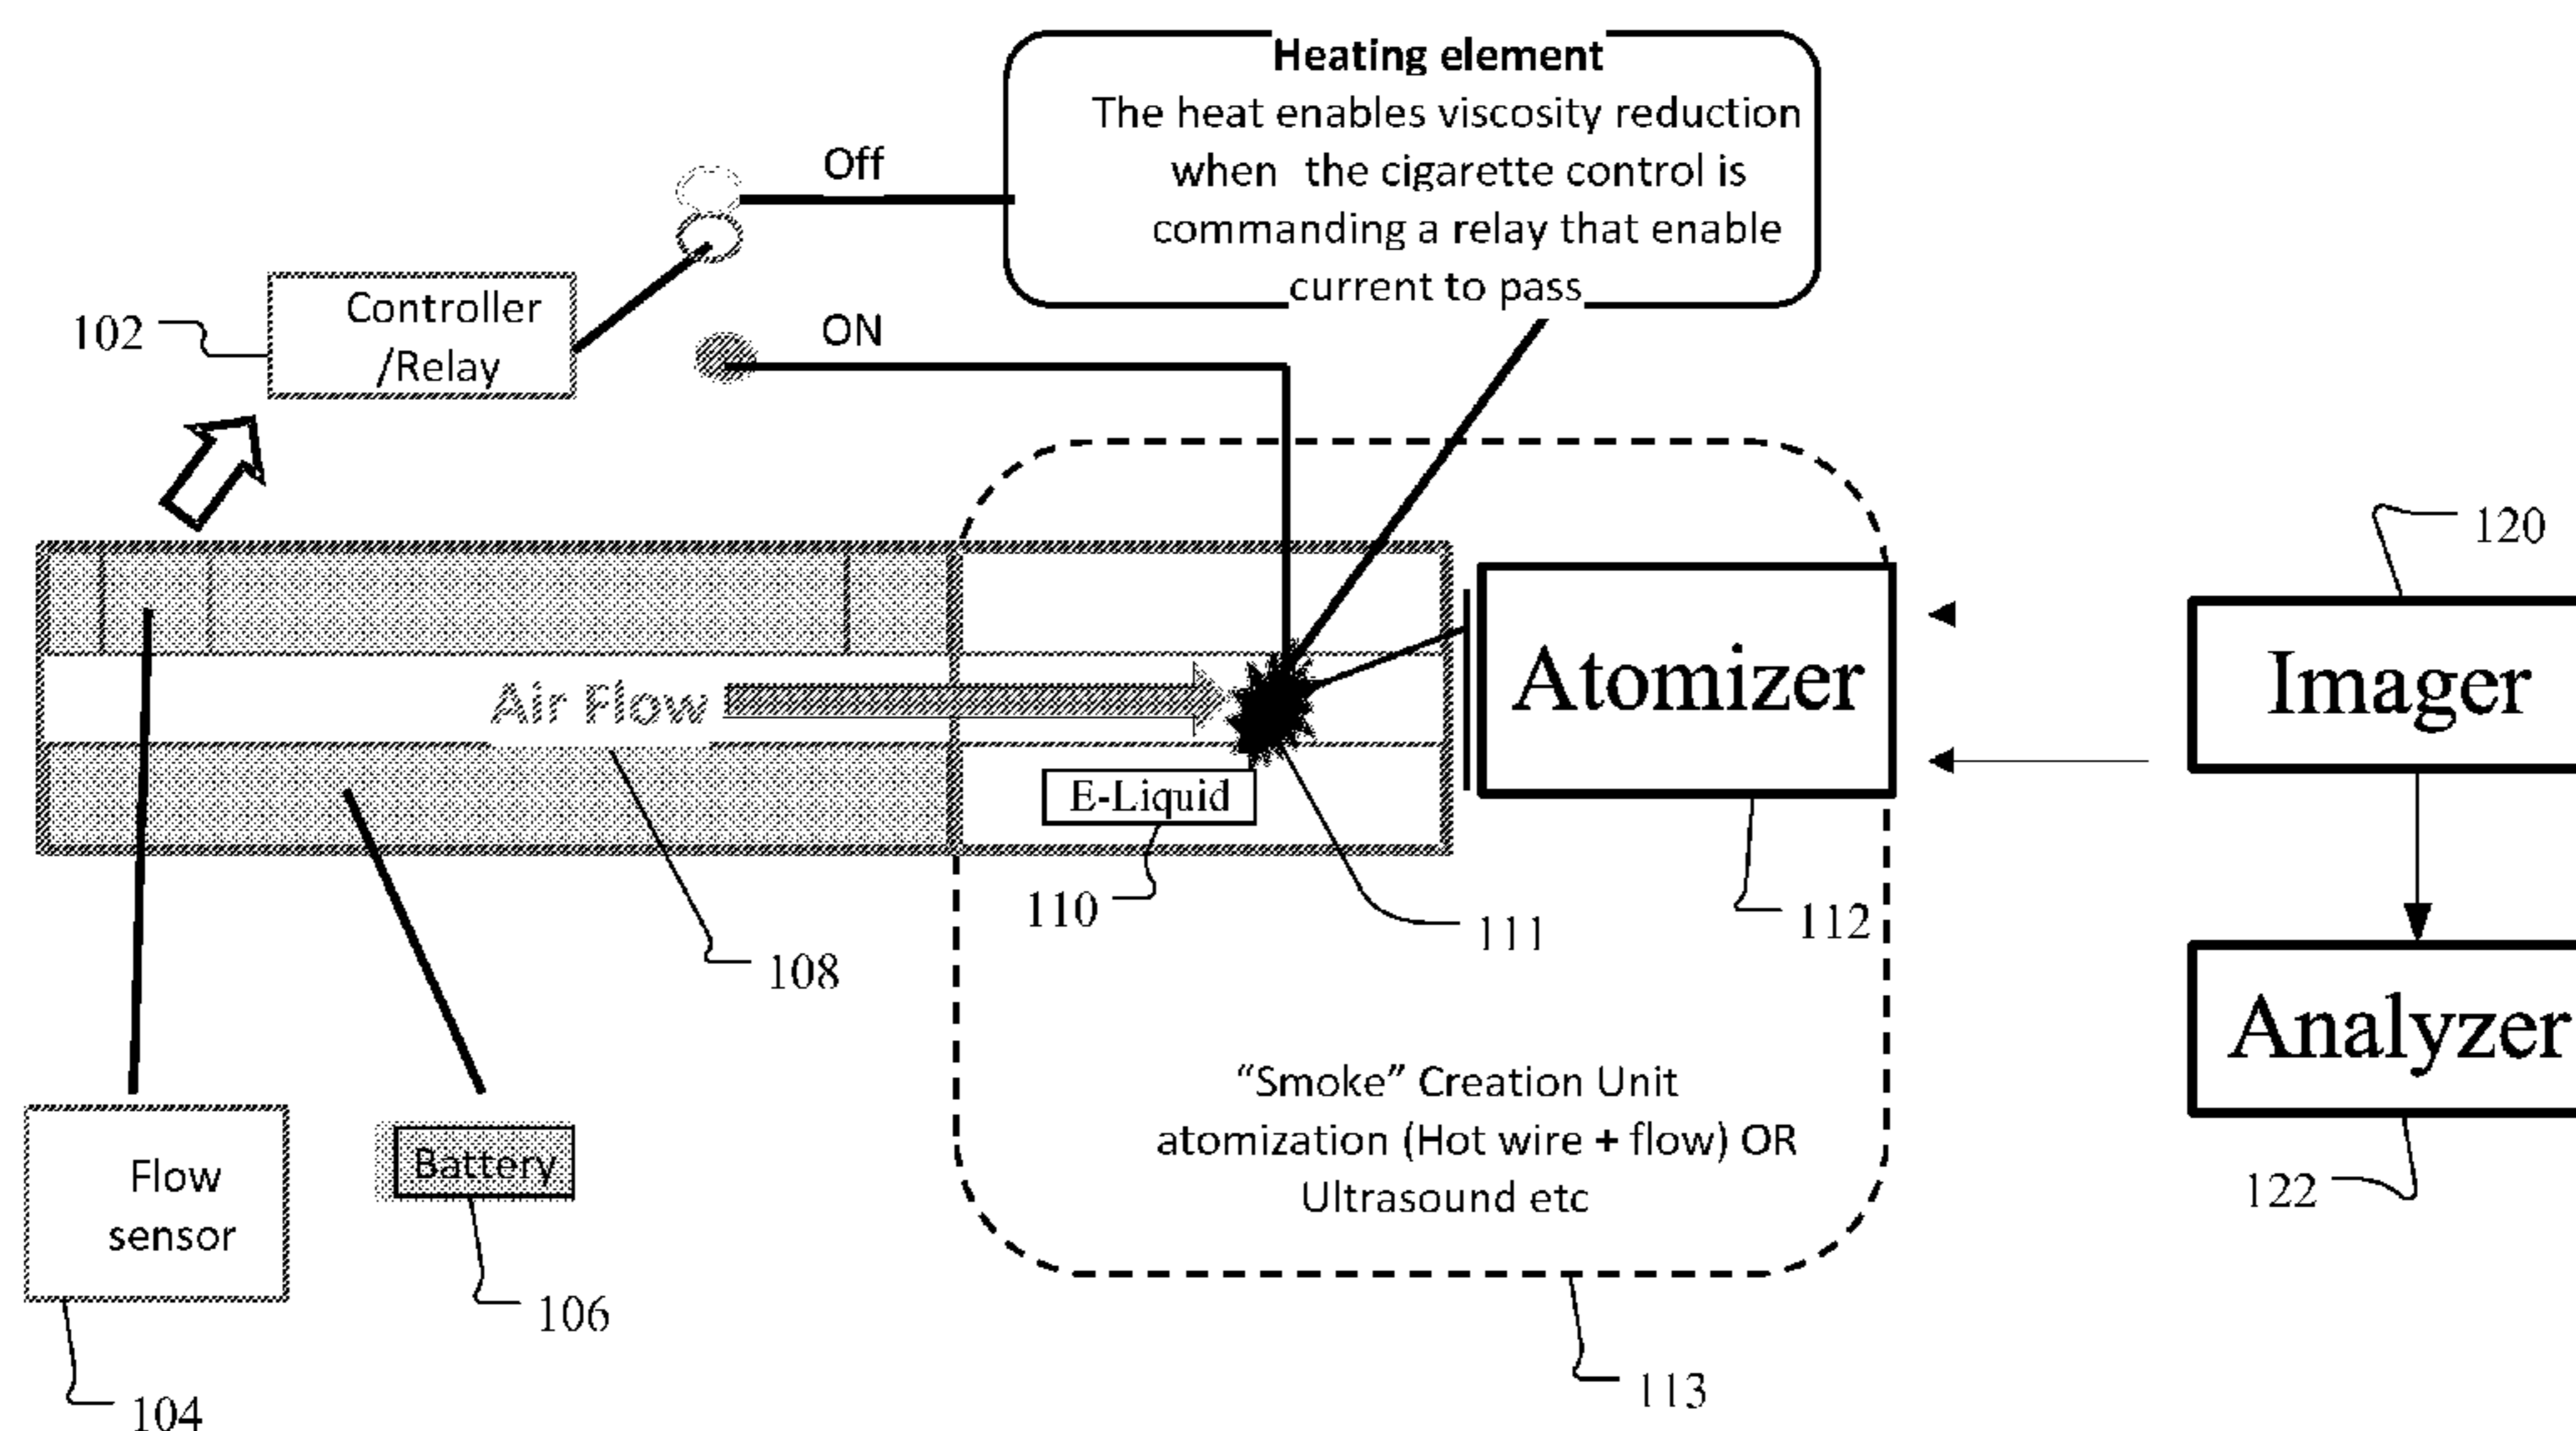 Heating element
The heat enables viscosity reduction
when the cigarette control is
commanding a relay that enable
current to pass
Off
ON
102
Controller
/Relay
120
Imager
Atomizer
Air Flow
E-Liquid
110
111
112
108
Analyzer
122
"Smoke" Creation Unit
atomization (Hot wire + flow) OR
Ultrasound etc
113
Flow
sensor
104
Battery
106